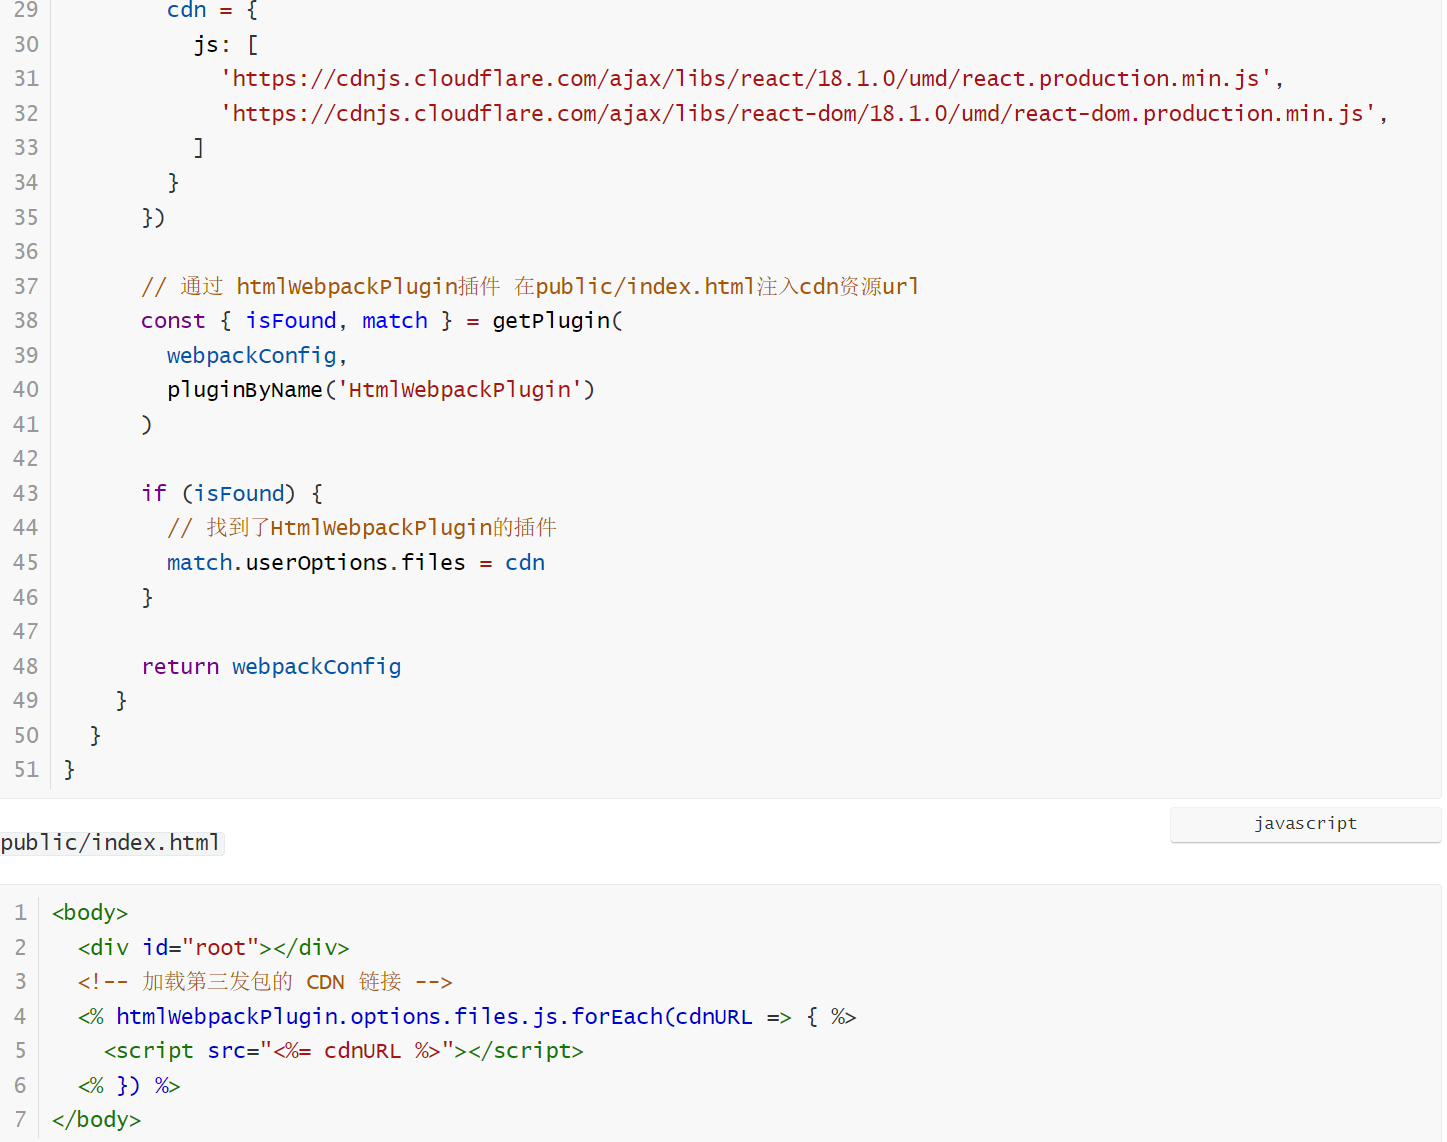 29 cdn = {
30 js: [
31 'https://cdnjs.cloudflare.com/ajax/libs/react/18.1.0/umd/react.production.min.js',
32 'https://cdnjs.cloudflare.com/ajax/libs/react-dom/18.1.0/umd/react-dom.production.min.js',
33 ]
34 }
35 })
36
37 // 通过 htmlWebpackPlugin插件 在public/index.html注入cdn资源url
38 const { isFound, match } = getPlugin(
39 webpackConfig,
40 pluginByName('HtmlWebpackPlugin')
41 )
42
43 if (isFound) {
44 // 找到了HtmlWebpackPlugin的插件
45 match.userOptions.files = cdn
46 }
47
48 return webpackConfig
49 }
50 }
51 }
javascript
public/index.html
1 <body>
2 <div id="root"></div>
3 <!-- 加载第三发包的 CDN 链接 -->
4 <% htmlWebpackPlugin.options.files.js.forEach(cdnURL => { %>
5 <script src="<%= cdnURL %>"></script>
6 <% }) %>
7 </body>